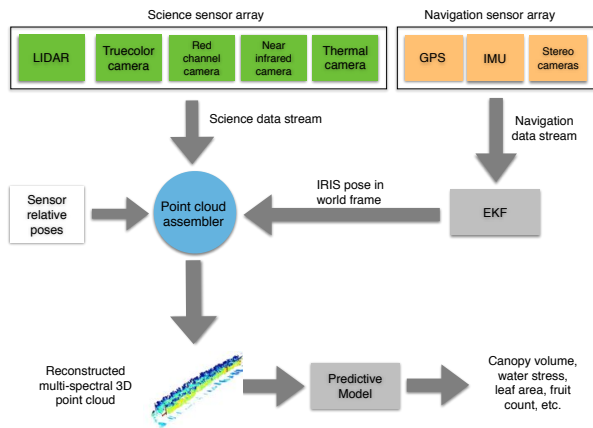 Science sensor array
Navigation sensor array
LIDAR
Truecolor
camera
Red
channel
camera
Near
infrared
camera
Thermal
camera
GPS
IMU
Stereo
cameras
Science data stream
Navigation
data stream
Sensor
relative
poses
Point cloud
assembler
IRIS pose in
world frame
EKF
Reconstructed
multi-spectral 3D
point cloud
Predictive
Model
Canopy volume,
water stress,
leaf area, fruit
count, etc.